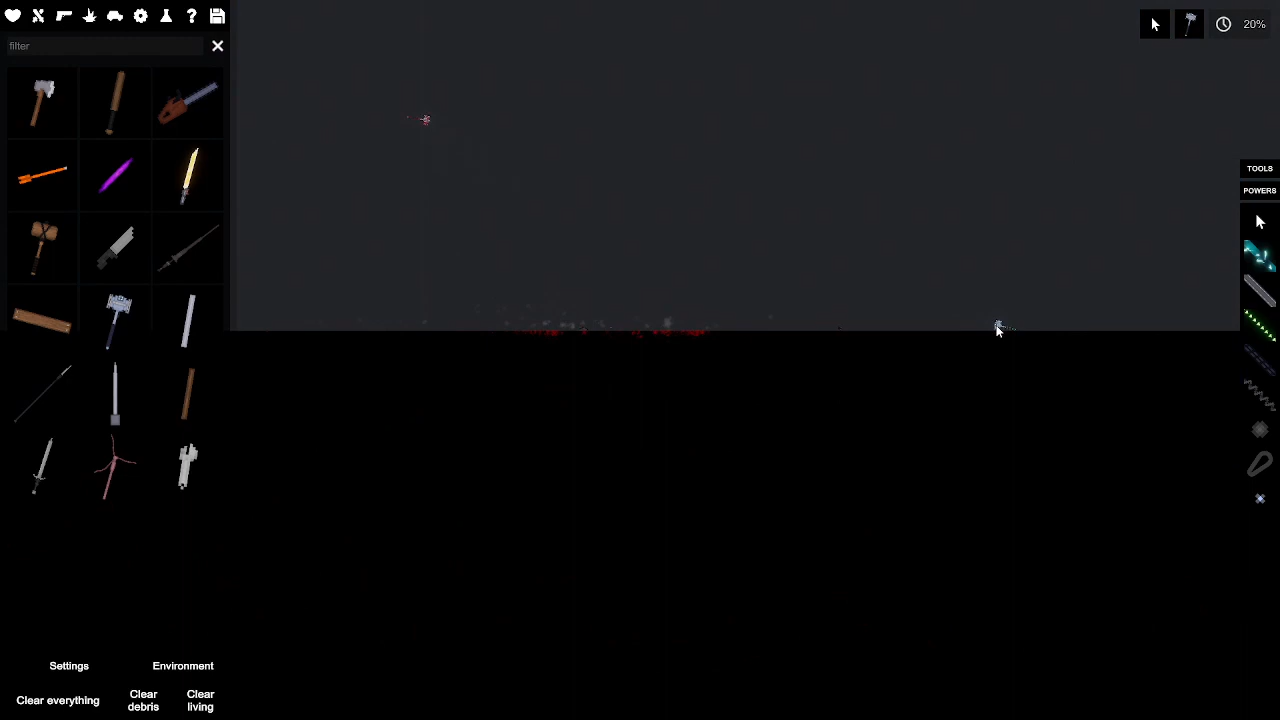 filter
20%
TOOLS
POWERS
Settings
Environment
Clear everything
Clear
debris
Clear
living